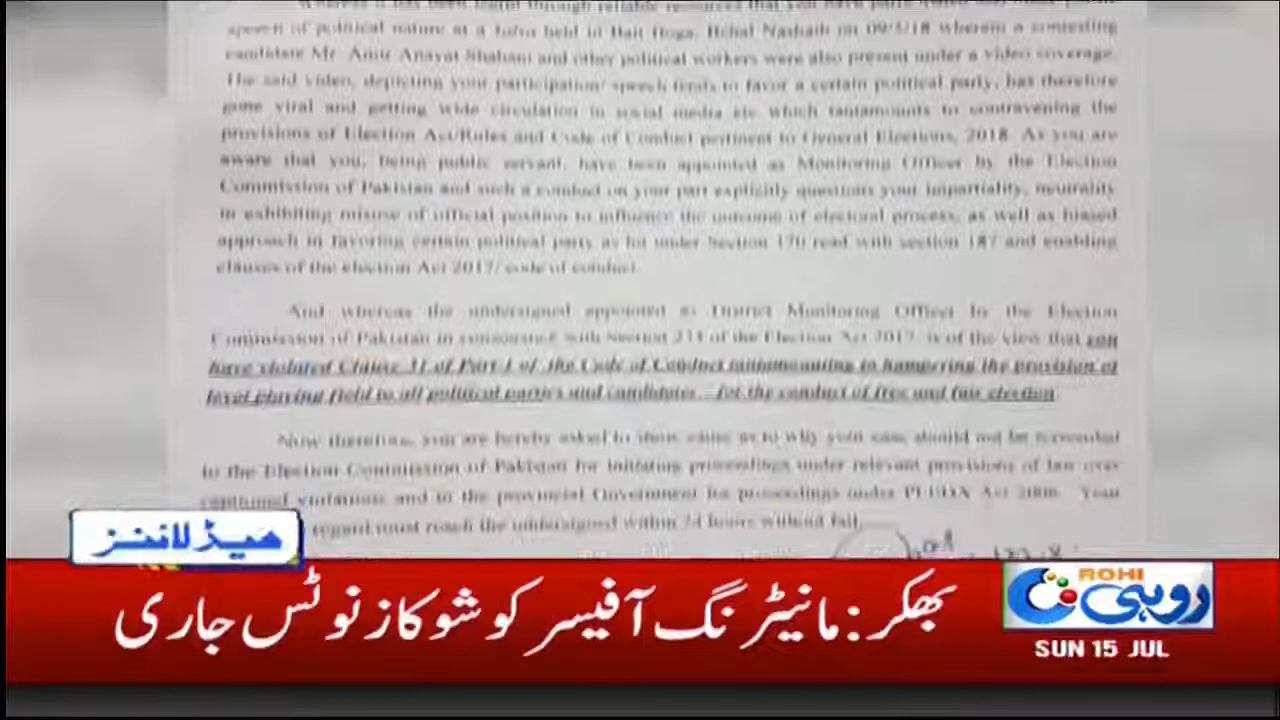 speech of political nature at a held in Bait Boga, Behal Nashaib on 09/5/18 wherein a contesting
candidate Mr. Amir Anayat Shahani and other political workers were also present under a video coverage.
The said video, depicting your participation/ speech tends to favor a certain political party, has therefore
gone viral and getting wide circulation in social media etc which tantamounts to contravening the
provisions of Election Act/Rules and Code of Conduct pertinent to General Elections, 2018. As you are
aware that you, being public servant, have been appointed as Monitoring Officer by the Election
Commission of Pakistan and such a conduct on your part explicitly questions your impartiality, neutrality
in exhibiting misuse of official position to influence the outcome of electoral process, as well as biased
approach in favoring certain political party as for under Section 170 read with section 187 and enabling
clauses of the election Act 2017/ code of conduct.
And whereas the undersigned appointed as District Monitoring Officer by the Election
Commission of Pakistan in consonance with Section 234 of the Election Act 2017, is of the view that you
have violated Clause 31 of Part I of the Code of Conduct tantamounting to hampering the provision of
level playing field to all political parties and candidates for the conduct of free and fair election
Now therefore, you are hereby asked to show cause as to why your case should not be
to the Election Commission of Pakistan for initiating proceedings under relevant provisions of law over
captioned violations and to the provincial Government for proceedings under PEEDA Act 2006. Your
regard must reach the undersigned within 24 hours without fail.
ہیڈ لائنز
بھکر: مانیٹرنگ آفیسر کو شوکاز نوٹس جاری
ROHI
روہی
SUN 15 JUL